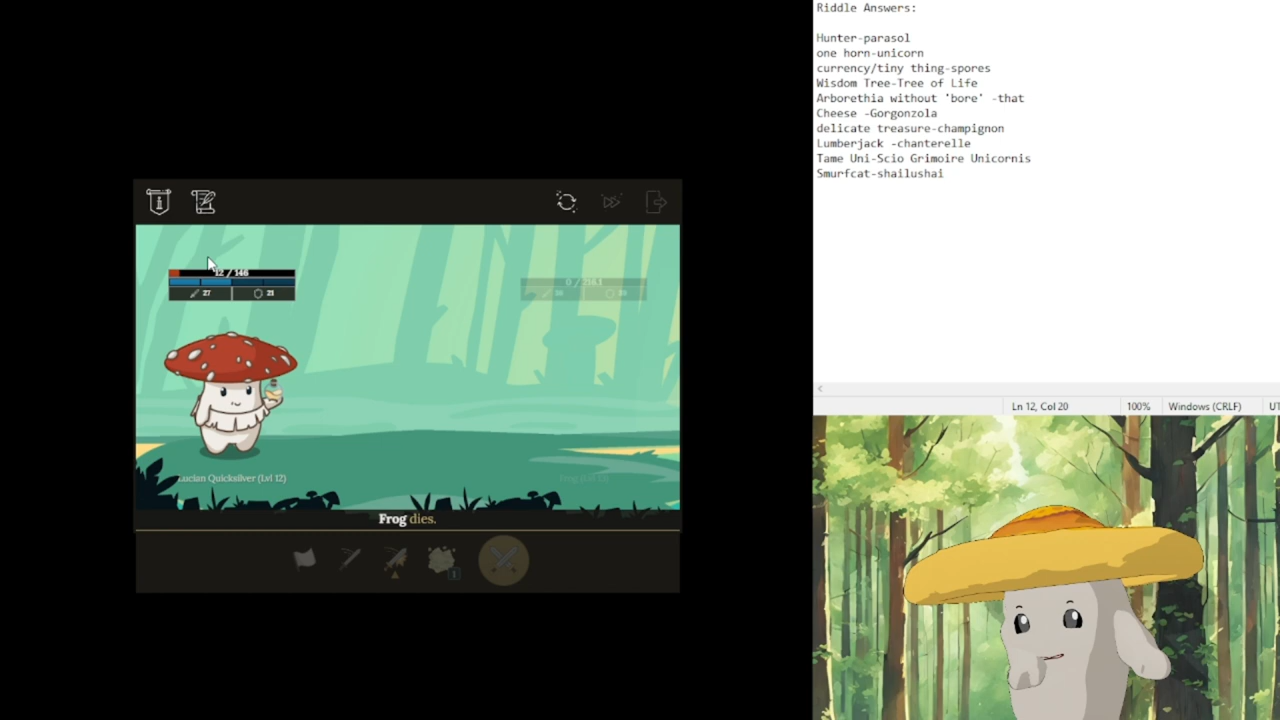 Riddle Answers:
Hunter-parasol
one horn-unicorn
currency/tiny thing-spores
Wisdom Tree-Tree of Life
Arborethia without 'bore' -that
Cheese -Gorgonzola
delicate treasure-champignon
Lumberjack -chanterelle
Tame Uni-Scio Grimoire Unicornis
Smurfcat-shailushai
12 / 146
27 21
Lucian Quicksilver (Lvl 12)
Frog dies.
1
Ln 12, Col 20 100% Windows (CRLF) UT